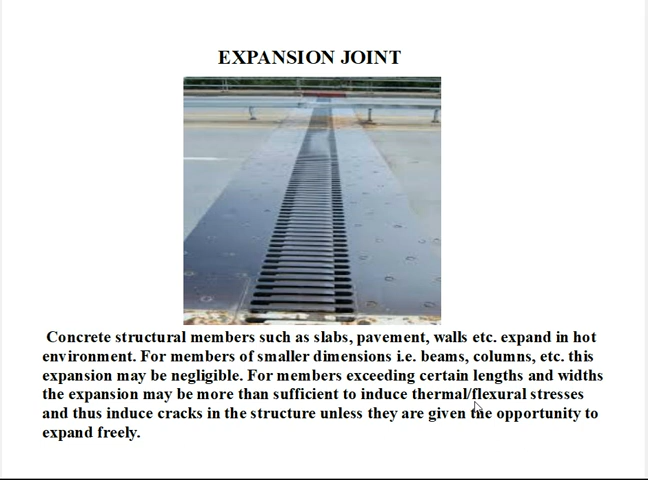 EXPANSION JOINT
Concrete structural members such as slabs, pavement, walls etc. expand in hot
environment. For members of smaller dimensions i.e. beams, columns, etc. this
expansion may be negligible. For members exceeding certain lengths and widths
the expansion may be more than sufficient to induce thermal/flexural stresses
and thus induce cracks in the structure unless they are given the opportunity to
expand freely.